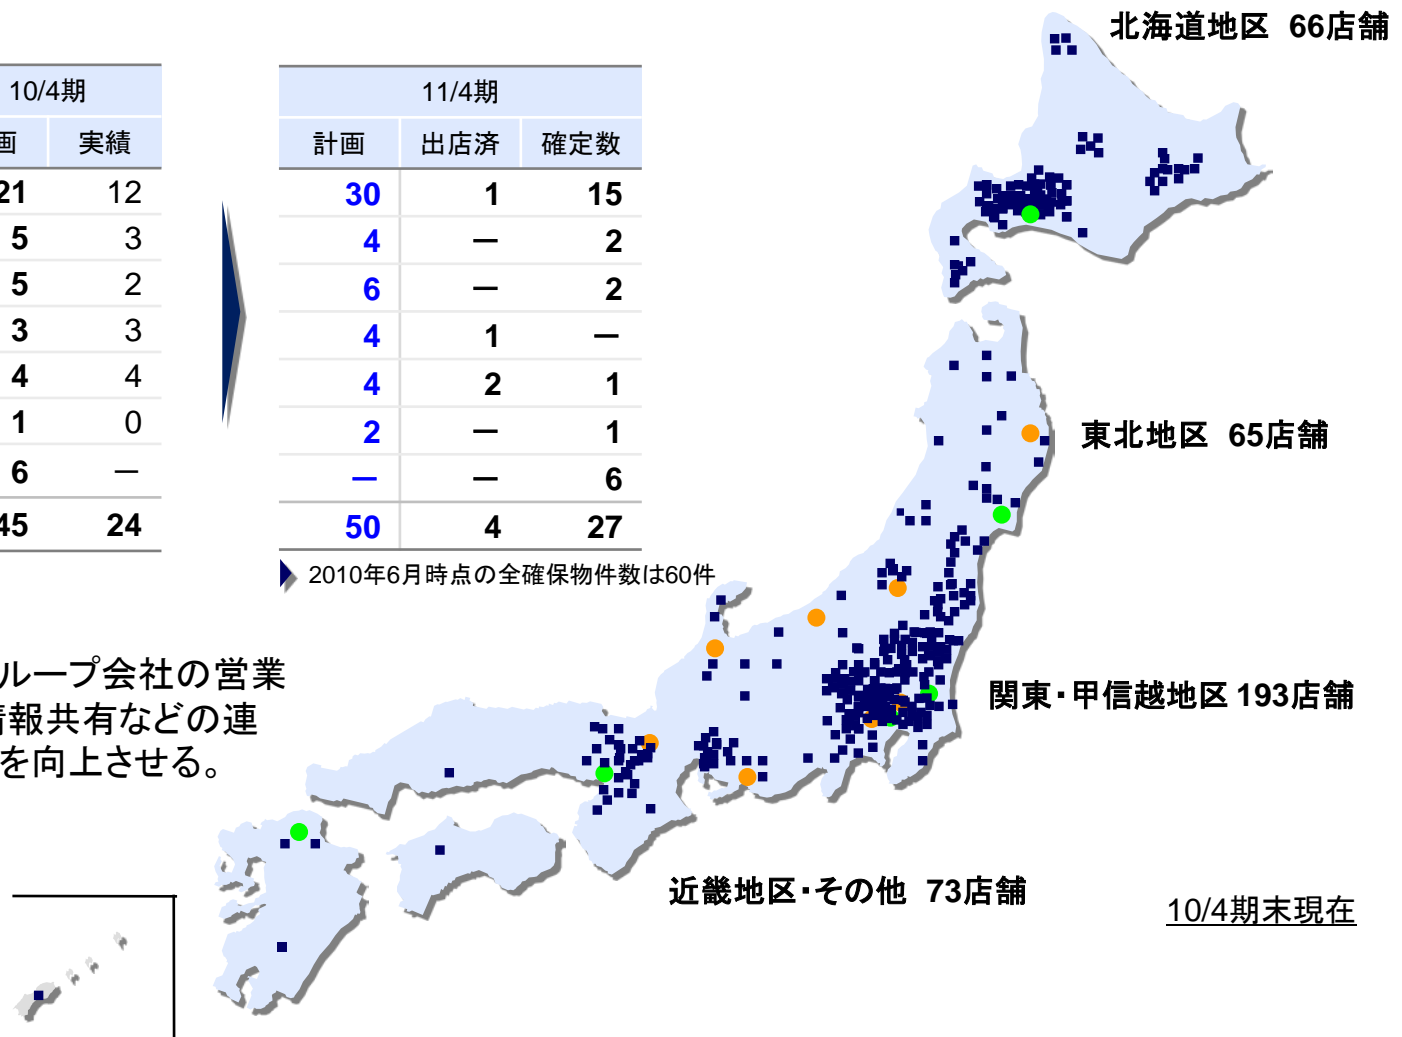 北海道地区 66店舗
10/4期
11/4期
画 実績
計画 出店済 確定数
21 12
30 1 15
5 3
4 － 2
5 2
6 － 2
3 3
4 1 －
4 4
4 2 1
1 0
2 － 1
6 －
－ － 6
45 24
50 4 27
2010年6月時点の全確保物件数は60件
東北地区 65店舗
ループ会社の営業
情報共有などの連
を向上させる。
関東・甲信越地区 193店舗
近畿地区・その他 73店舗
10/4期末現在